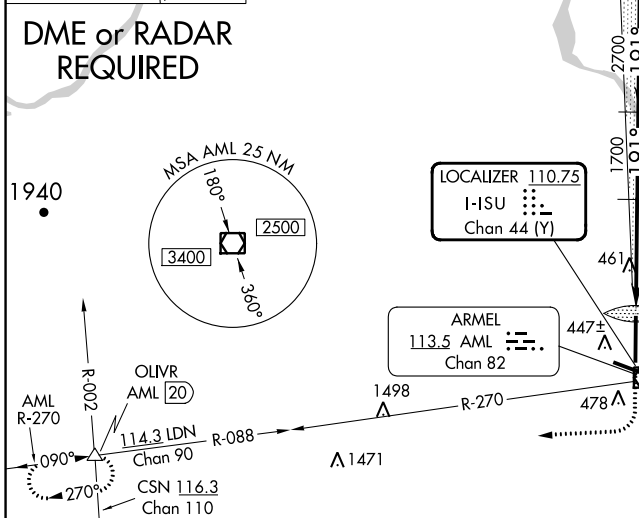 DME or RADAR
REQUIRED
2700
191°
1700
191°
MSA AML 25 NM
180°
2500
3400
360°
1940
LOCALIZER 110.75
I-ISU
Chan 44 (Y)
461
ARMEL
113.5 AML
Chan 82
447±
478
1498
R-270
R-002
OLIVR
AML 20
AML
R-270
114.3 LDN
R-088
Chan 90
1471
090°
270°
CSN 116.3
Chan 110